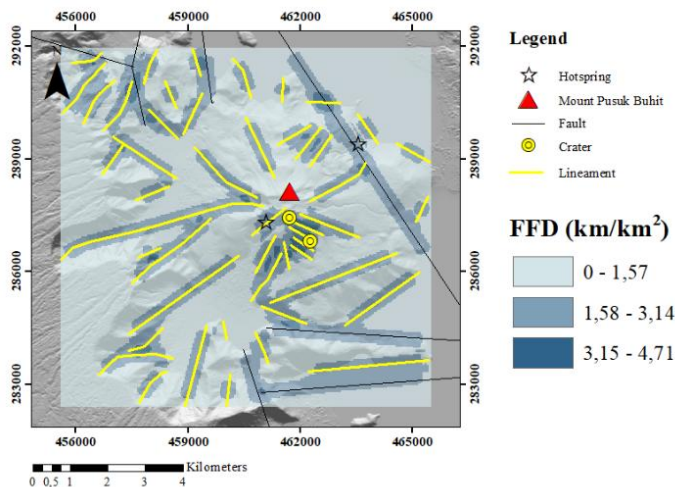 456000 459000 462000 465000
292000 292000
289000 289000
286000 286000
283000 283000
456000 459000 462000 465000
Kilometers
0 0,5 1 2 3 4
Legend
Hotspring
Mount Pusuk Buhit
Fault
Crater
Lineament
FFD (km/km²)
0 - 1,57
1,58 - 3,14
3,15 - 4,71